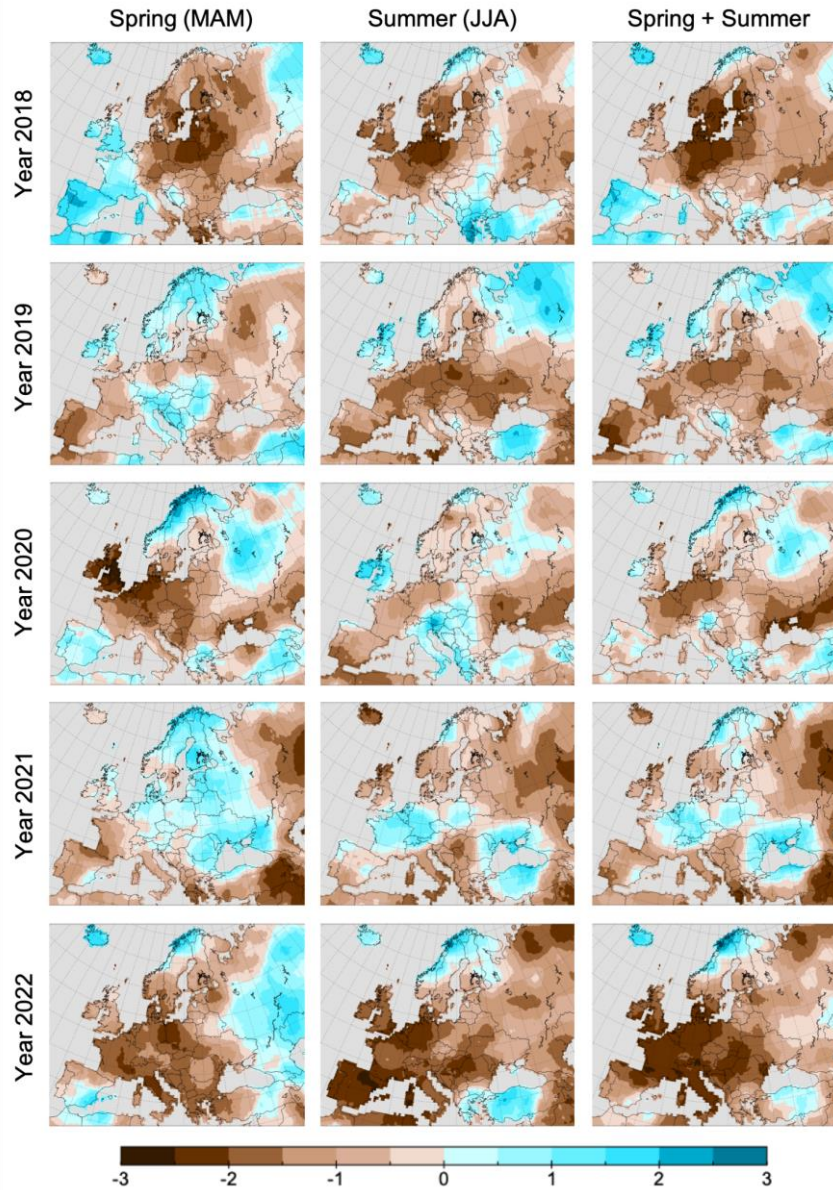 Spring (MAM)
Summer (JJA)
Spring + Summer
Year 2018
Year 2019
Year 2020
Year 2021
Year 2022
-3
-2
-1
0
1
2
3